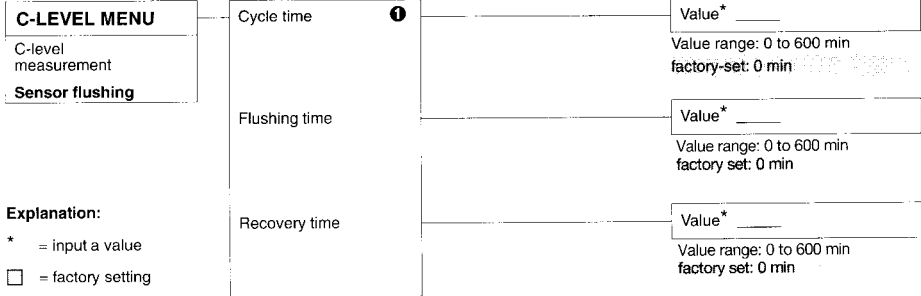 C-LEVEL MENU
C-level
measurement
Sensor flushing
Cycle time ❶
Value* _____
Value range: 0 to 600 min
factory-set: 0 min
Flushing time
Value* _____
Value range: 0 to 600 min
factory set: 0 min
Recovery time
Value* _____
Value range: 0 to 600 min
factory set: 0 min
Explanation:
* = input a value
□ = factory setting